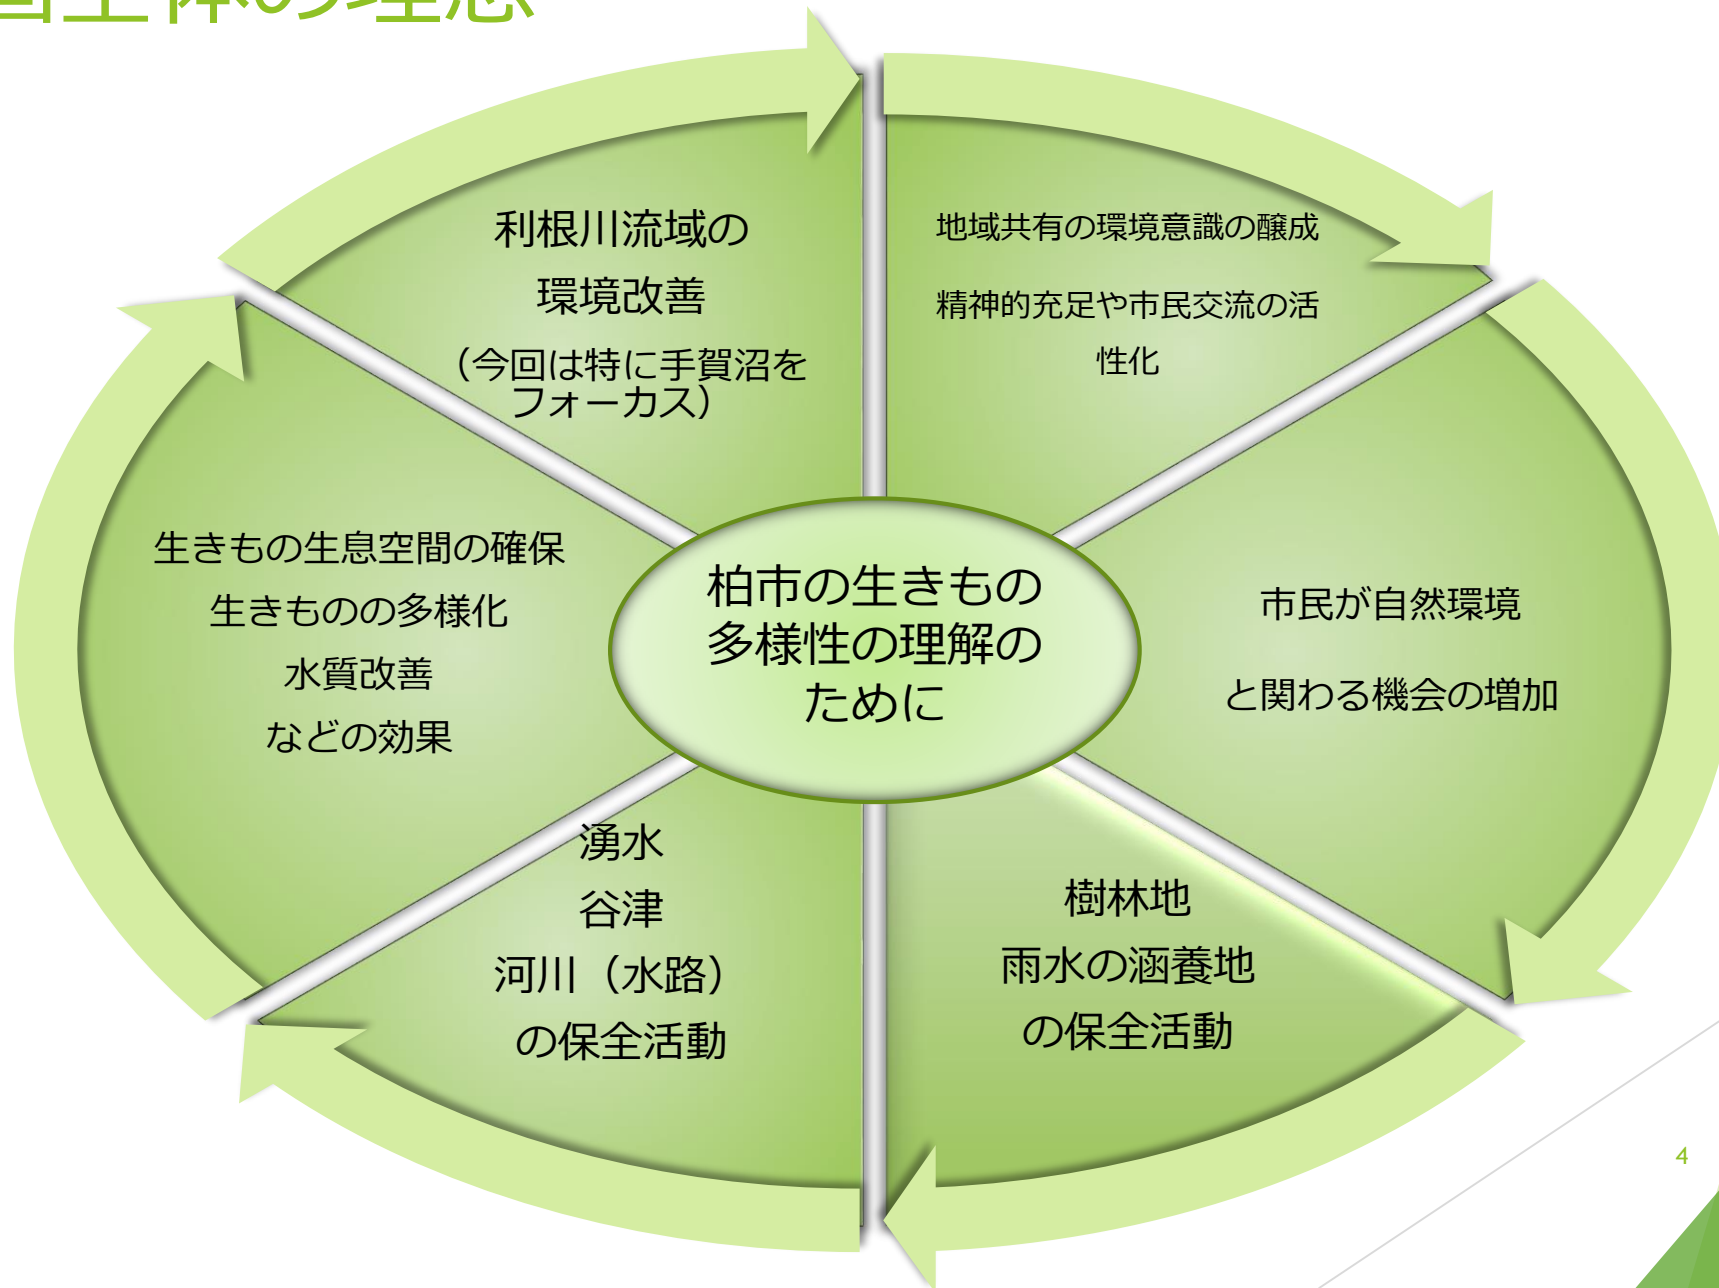 体の理念
利根川流域の
環境改善
（今回は特に手賀沼を
フォーカス）
地域共有の環境意識の醸成
精神的充足や市民交流の活
性化
市民が自然環境
と関わる機会の増加
樹林地
雨水の涵養地
の保全活動
湧水
谷津
河川（水路）
の保全活動
生きもの生息空間の確保
生きものの多様化
水質改善
などの効果
柏市の生きもの
多様性の理解の
ために
4